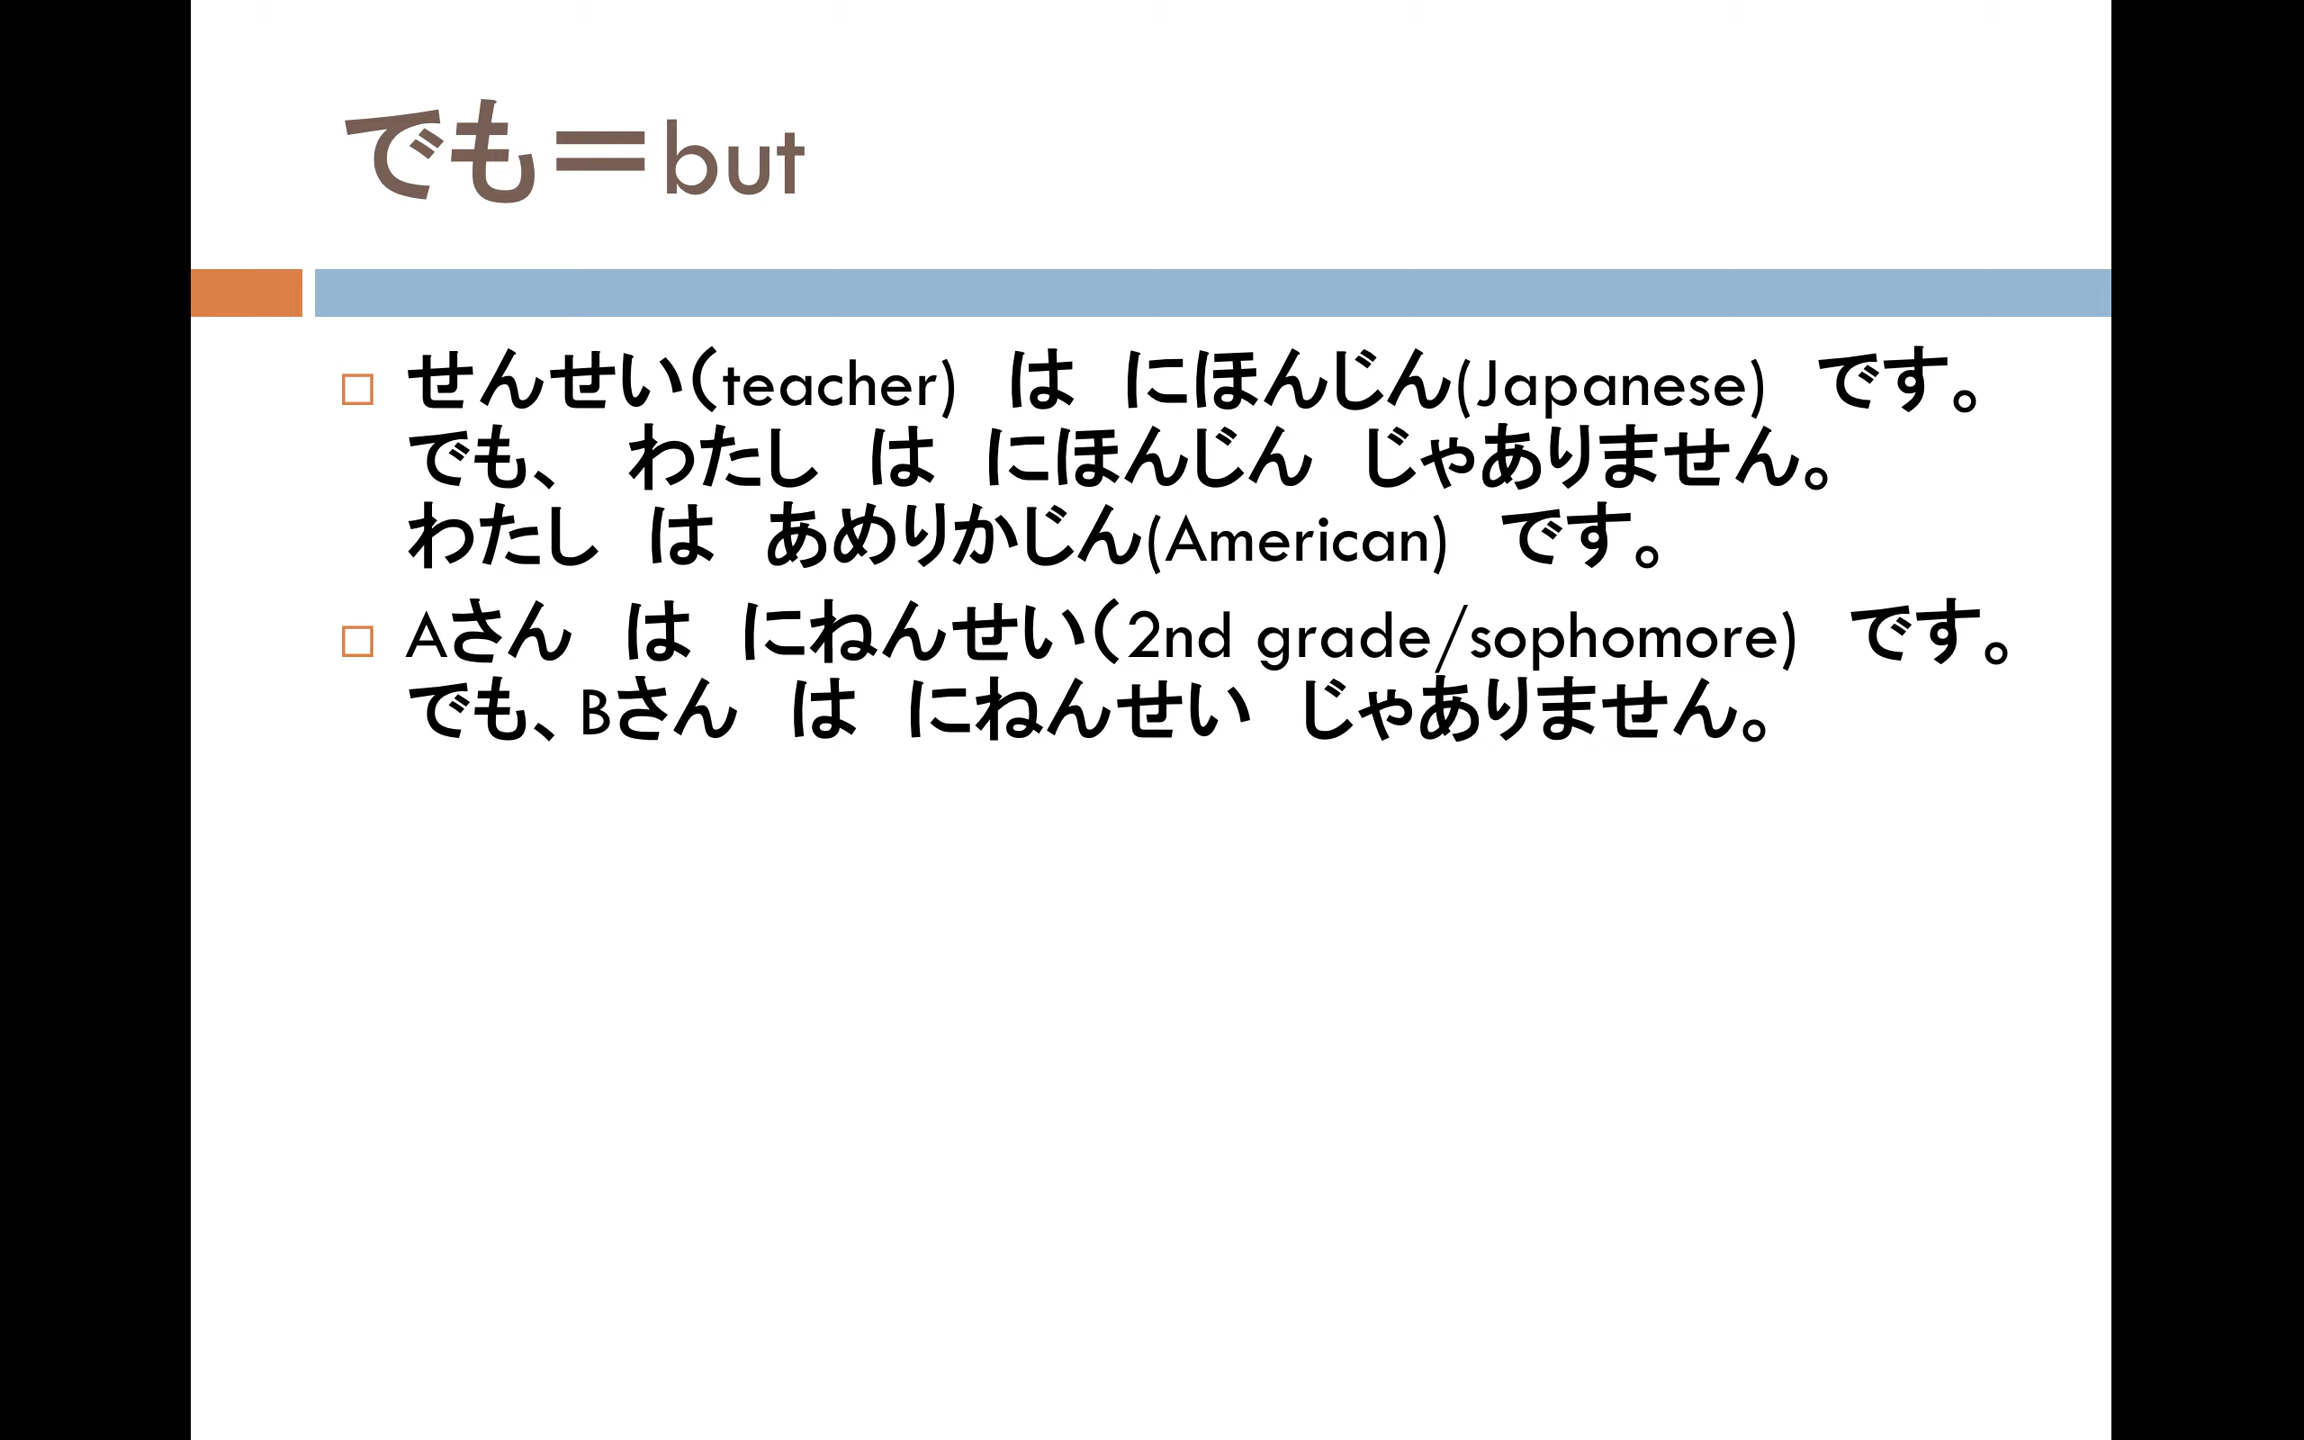 でも＝but
せんせい（teacher)　は　にほんじん(Japanese)　です。
でも、　わたし　は　にほんじん　じゃありません。
わたし　は　あめりかじん(American)　です。
Aさん　は　にねんせい（2nd grade/sophomore)　です。
でも、Bさん　は　にねんせい　じゃありません。